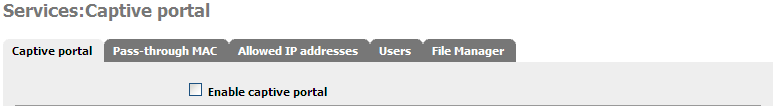 Services:Captive portal
Captive portal Pass-through MAC Allowed IP addresses Users File Manager
Enable captive portal